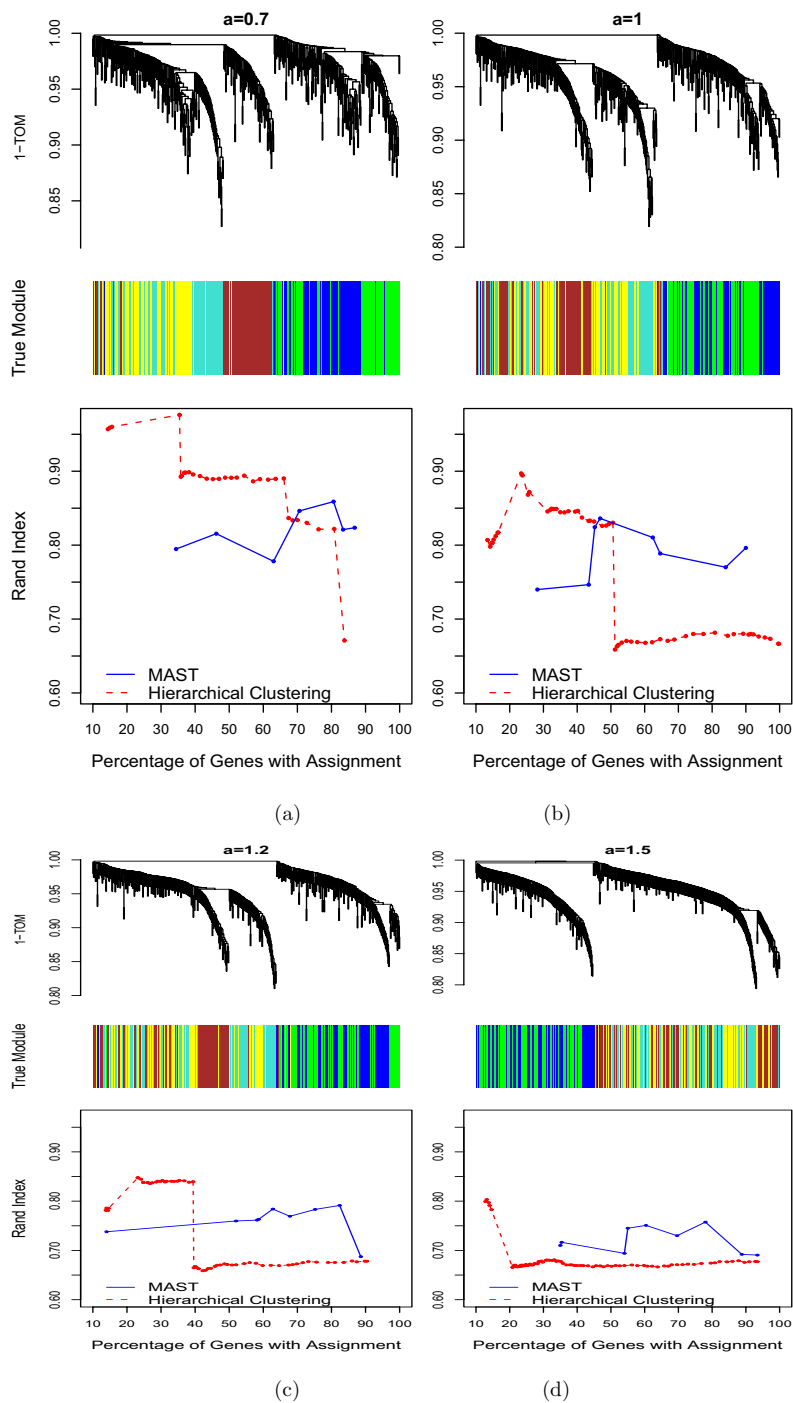 a=0.7
1−TOM
1.00
0.95
0.90
0.85
True Module
Rand Index
0.90
0.80
0.70
0.60
MAST
Hierarchical Clustering
10 20 30 40 50 60 70 80 90 100
Percentage of Genes with Assignment
(a)
a=1
1.00
0.95
0.90
0.85
0.80
0.90
0.80
0.70
0.60
MAST
Hierarchical Clustering
10 20 30 40 50 60 70 80 90 100
Percentage of Genes with Assignment
(b)
a=1.2
1−TOM
1.00
0.95
0.90
0.85
0.80
True Module
Rand Index
0.90
0.80
0.70
0.60
MAST
Hierarchical Clustering
10 20 30 40 50 60 70 80 90 100
Percentage of Genes with Assignment
(c)
a=1.5
1.00
0.95
0.90
0.85
0.80
0.90
0.80
0.70
0.60
MAST
Hierarchical Clustering
10 20 30 40 50 60 70 80 90 100
Percentage of Genes with Assignment
(d)